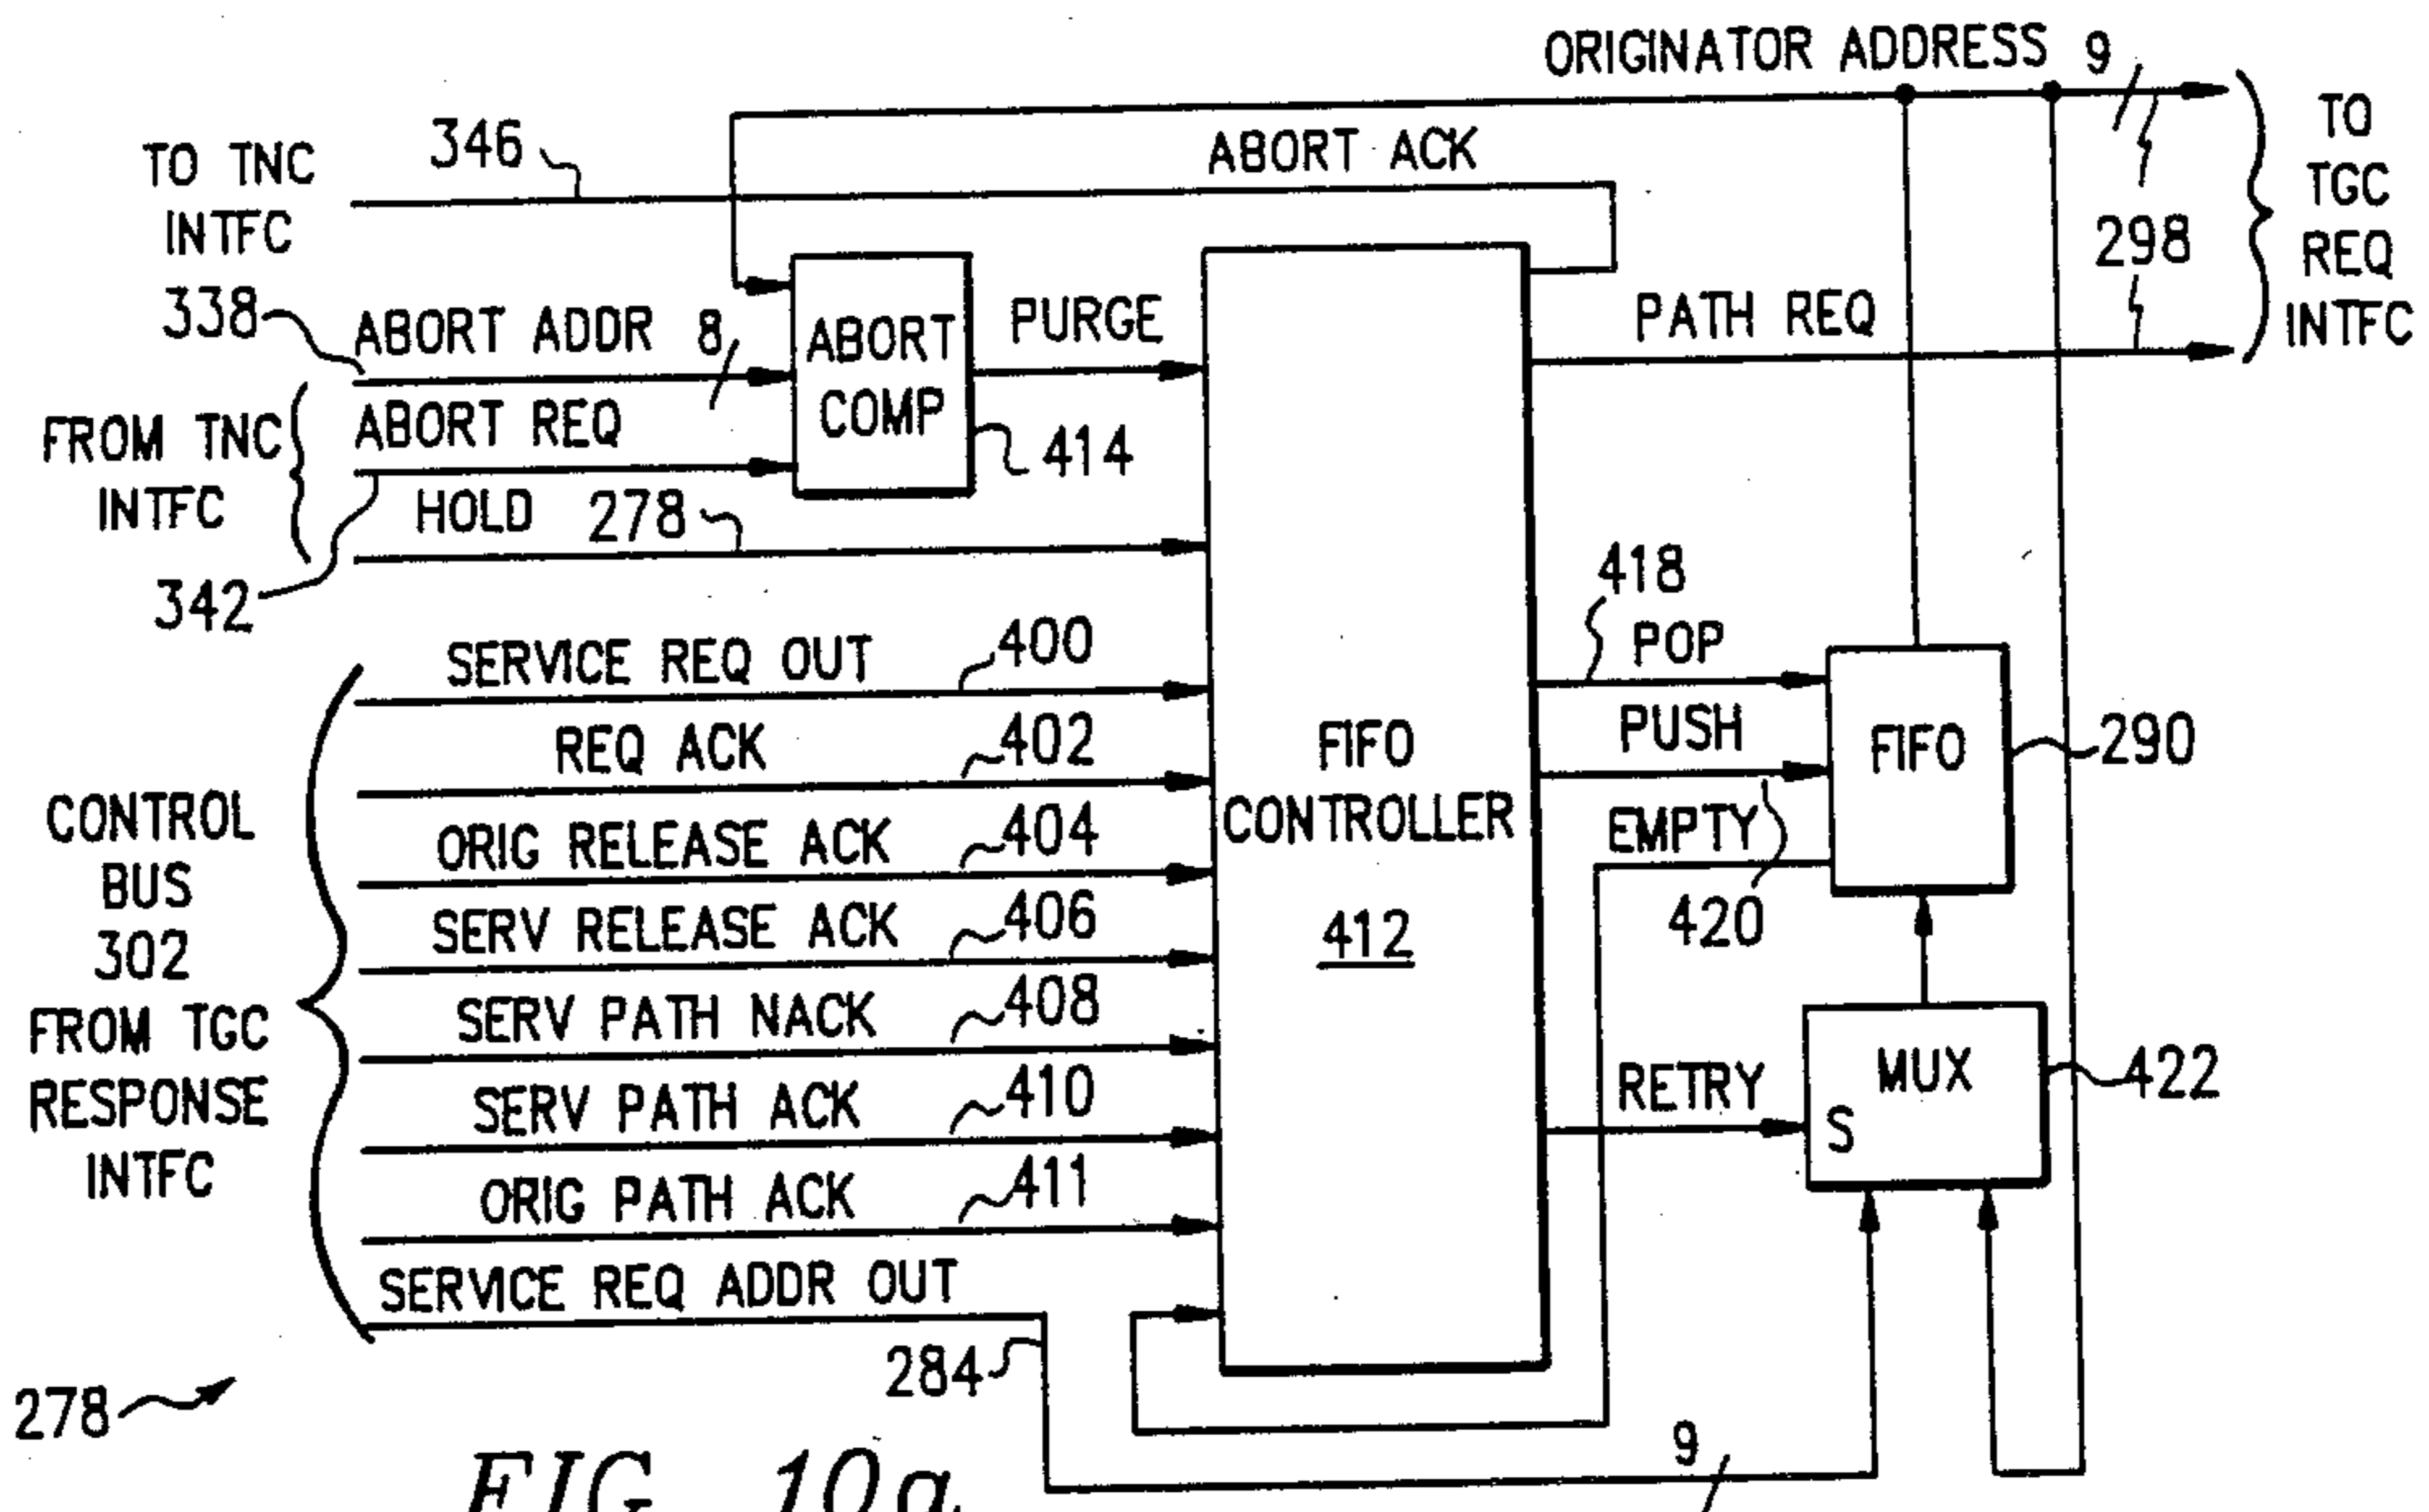 ORIGINATOR ADDRESS 9
TO
TGC
REQ
INTFC
298
TO TNC
INTFC
346
ABORT ACK
338
ABORT ADDR 8
ABORT
COMP
PURGE
414
PATH REQ
FROM TNC
INTFC
ABORT REQ
HOLD 278
342
CONTROL
BUS
302
FROM TGC
RESPONSE
INTFC
SERVICE REQ OUT 400
REQ ACK 402
ORIG RELEASE ACK 404
SERV RELEASE ACK 406
SERV PATH NACK 408
SERV PATH ACK 410
ORIG PATH ACK 411
SERVICE REQ ADDR OUT
284
FIFO
CONTROLLER
412
418
POP
PUSH
EMPTY
420
FIFO
290
RETRY
MUX
S
422
9
278
FIG. 10a